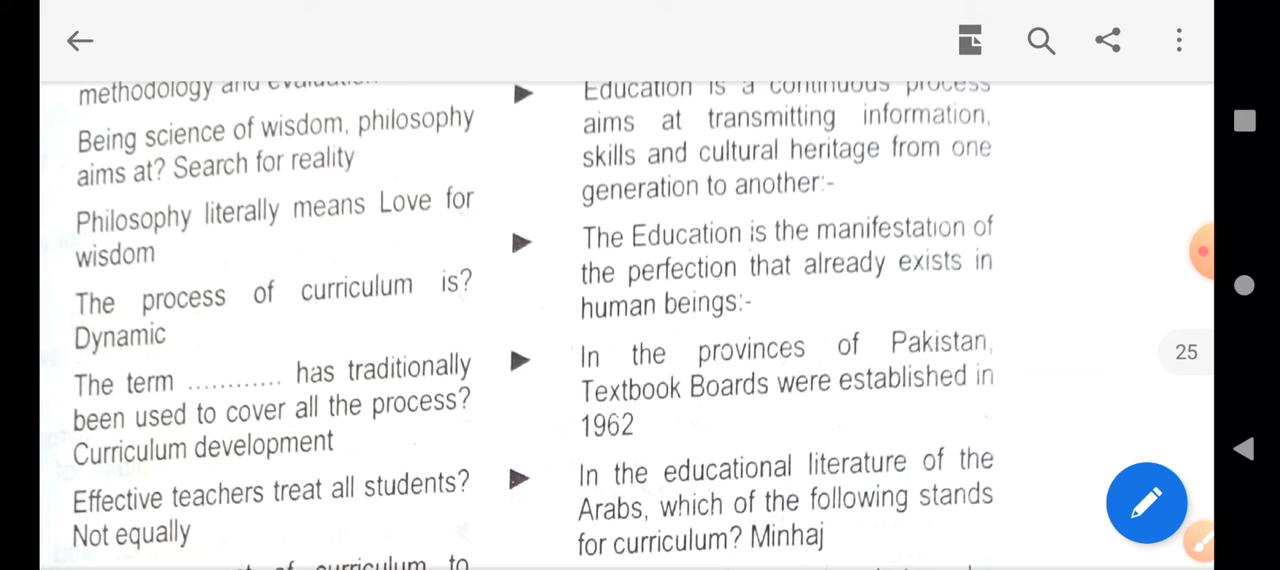 methodology and evaluation
Being science of wisdom, philosophy
aims at? Search for reality
Philosophy literally means Love for
wisdom
The process of curriculum is?
Dynamic
The term ............ has traditionally
been used to cover all the process?
Curriculum development
Effective teachers treat all students?
Not equally
of curriculum to
Education is a continuous process
aims at transmitting information,
skills and cultural heritage from one
generation to another:-
The Education is the manifestation of
the perfection that already exists in
human beings:-
In the provinces of Pakistan,
Textbook Boards were established in
1962
In the educational literature of the
Arabs, which of the following stands
for curriculum? Minhaj
25